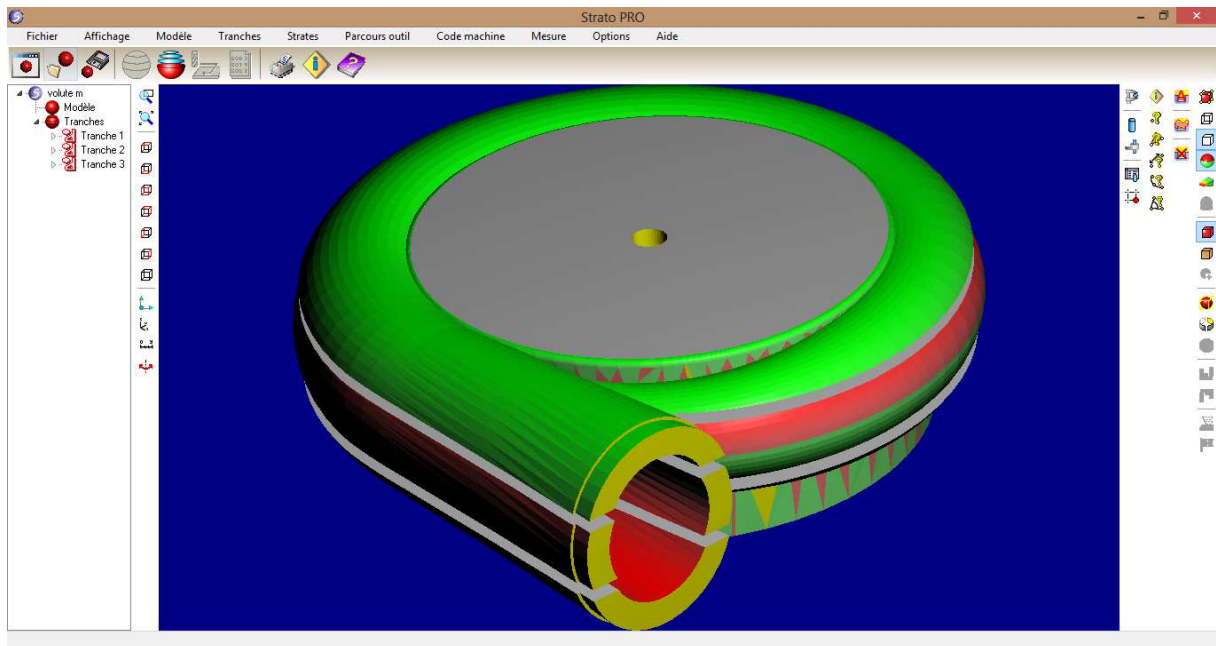 Strato PRO
Fichier Affichage Modèle Tranches Strates Parcours outil Code machine Mesure Options Aide
volute m
Modèle
Tranches
Tranche 1
Tranche 2
Tranche 3